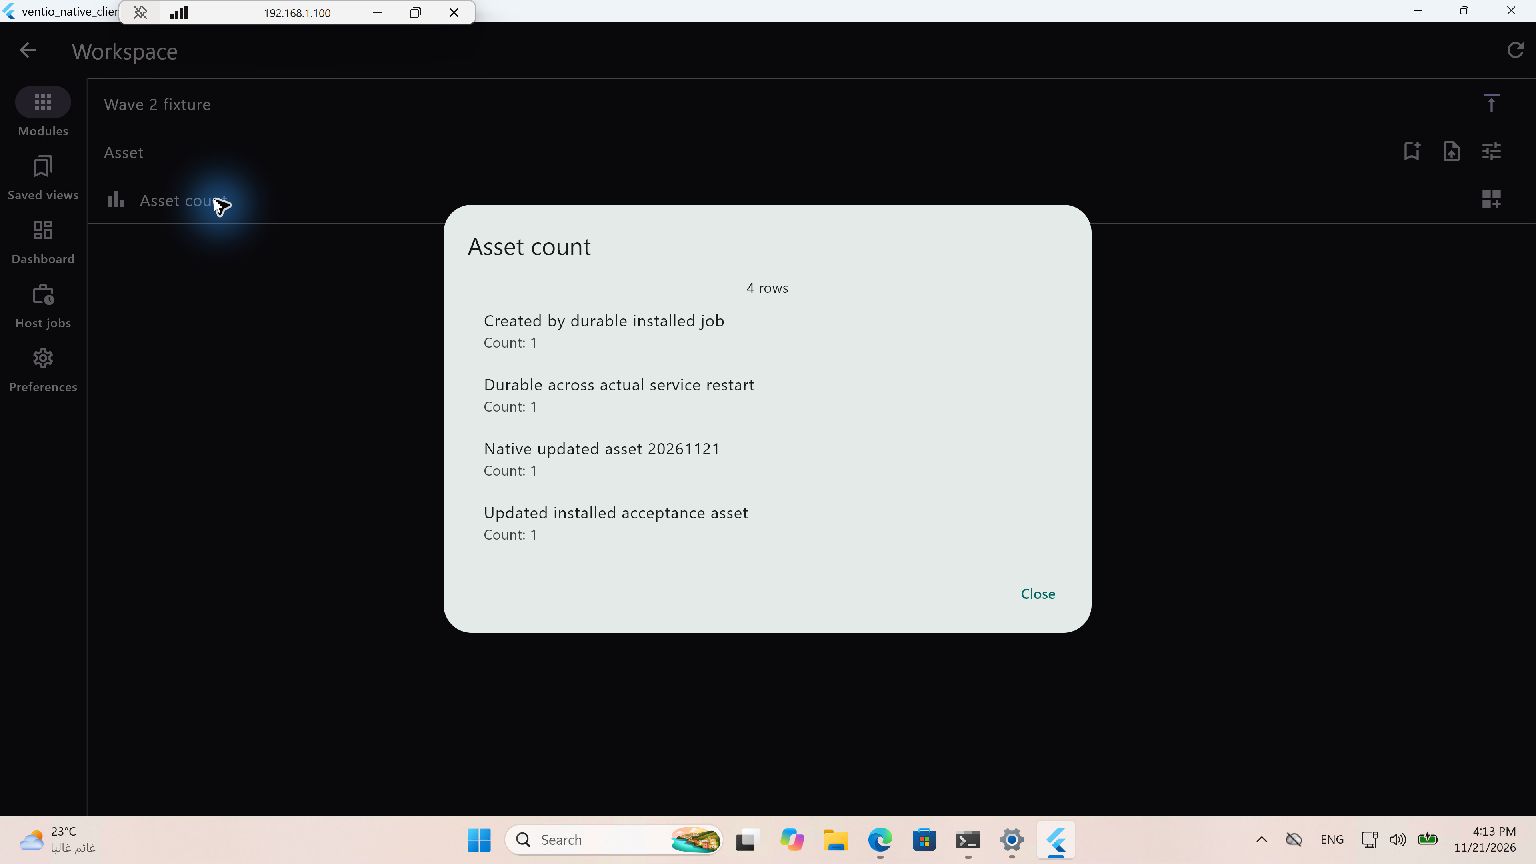 ventio_native_clien
192.168.1.100
Workspace
Modules
Saved views
Dashboard
Host jobs
Preferences
Wave 2 fixture
Asset
Asset count
Asset count
4 rows
Created by durable installed job
Count: 1
Durable across actual service restart
Count: 1
Native updated asset 20261121
Count: 1
Updated installed acceptance asset
Count: 1
Close
23°C
غائم غالبا
Search
ENG
4:13 PM
11/21/2026